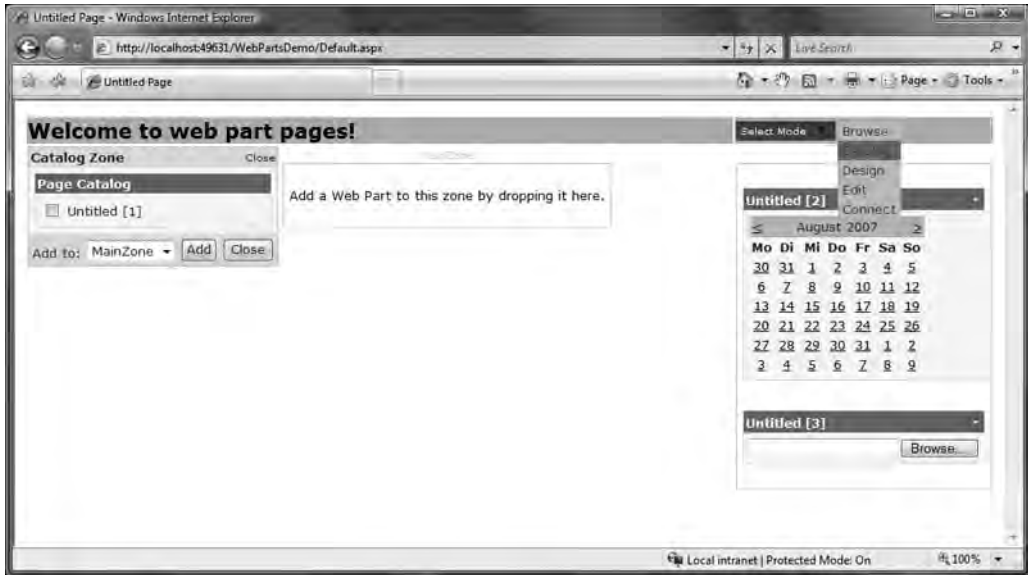 Untitled Page - Windows Internet Explorer
http://localhost:49631/WebPartsDemo/Default.aspx
Live Search
Untitled Page
Page
Tools
Welcome to web part pages!
Select Mode
Browse
Design
Edit
Connect
Catalog Zone
Close
Page Catalog
Untitled [1]
Add to: MainZone Add Close
Add a Web Part to this zone by dropping it here.
Untitled [2]
≤ August 2007 ≥
Mo Di Mi Do Fr Sa So
30 31 1 2 3 4 5
6 7 8 9 10 11 12
13 14 15 16 17 18 19
20 21 22 23 24 25 26
27 28 29 30 31 1 2
3 4 5 6 7 8 9
Untitled [3]
Browse...
Local intranet | Protected Mode: On
100%